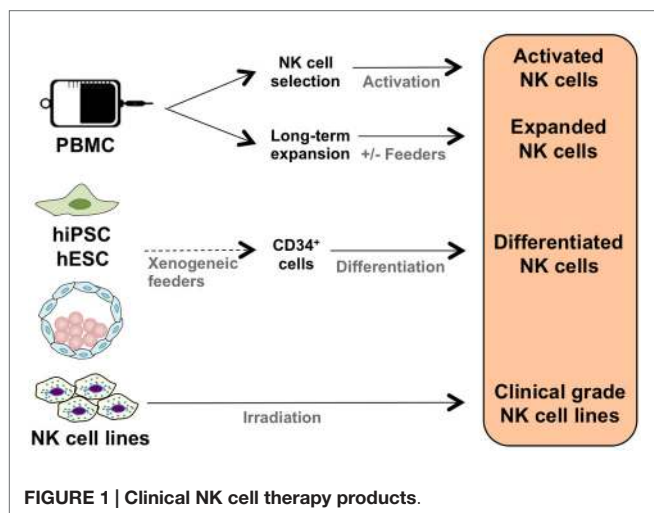 PBMC
NK cell
selection
Activation
Activated
NK cells
Long-term
expansion
+/- Feeders
Expanded
NK cells
hiPSC
hESC
Xenogeneic
feeders
CD34⁺
cells
Differentiation
Differentiated
NK cells
NK cell lines
Irradiation
Clinical grade
NK cell lines
FIGURE 1 | Clinical NK cell therapy products.